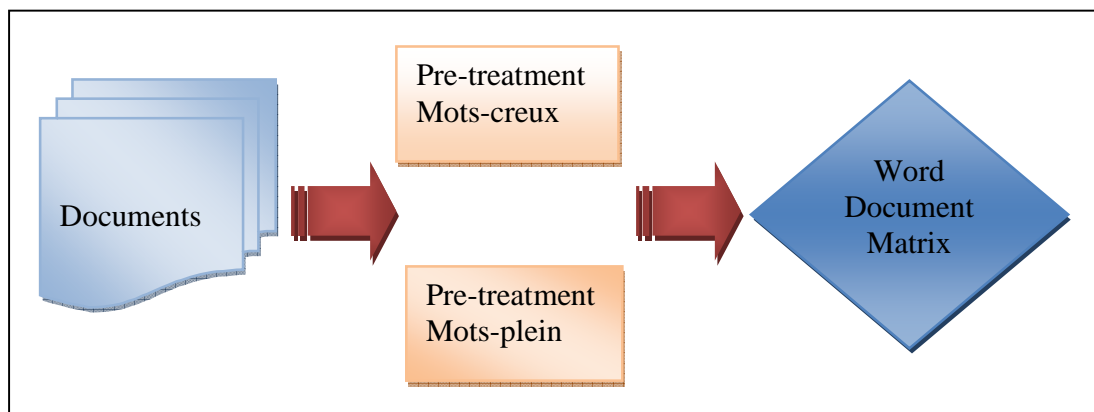 Documents
Pre-treatment
Mots-creux
Pre-treatment
Mots-plein
Word
Document
Matrix